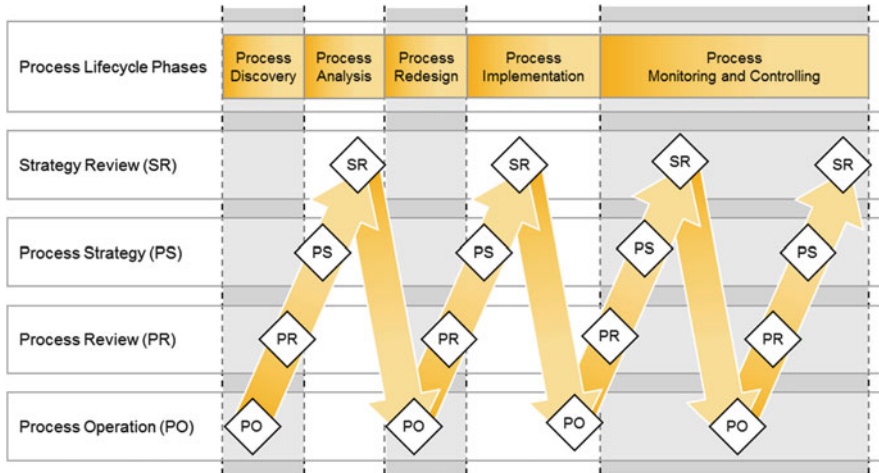 Process Lifecycle Phases
Process
Discovery
Process
Analysis
Process
Redesign
Process
Implementation
Process
Monitoring and Controlling
Strategy Review (SR)
SR
SR
SR
SR
Process Strategy (PS)
PS
PS
PS
PS
Process Review (PR)
PR
PR
PR
PR
Process Operation (PO)
PO
PO
PO
PO